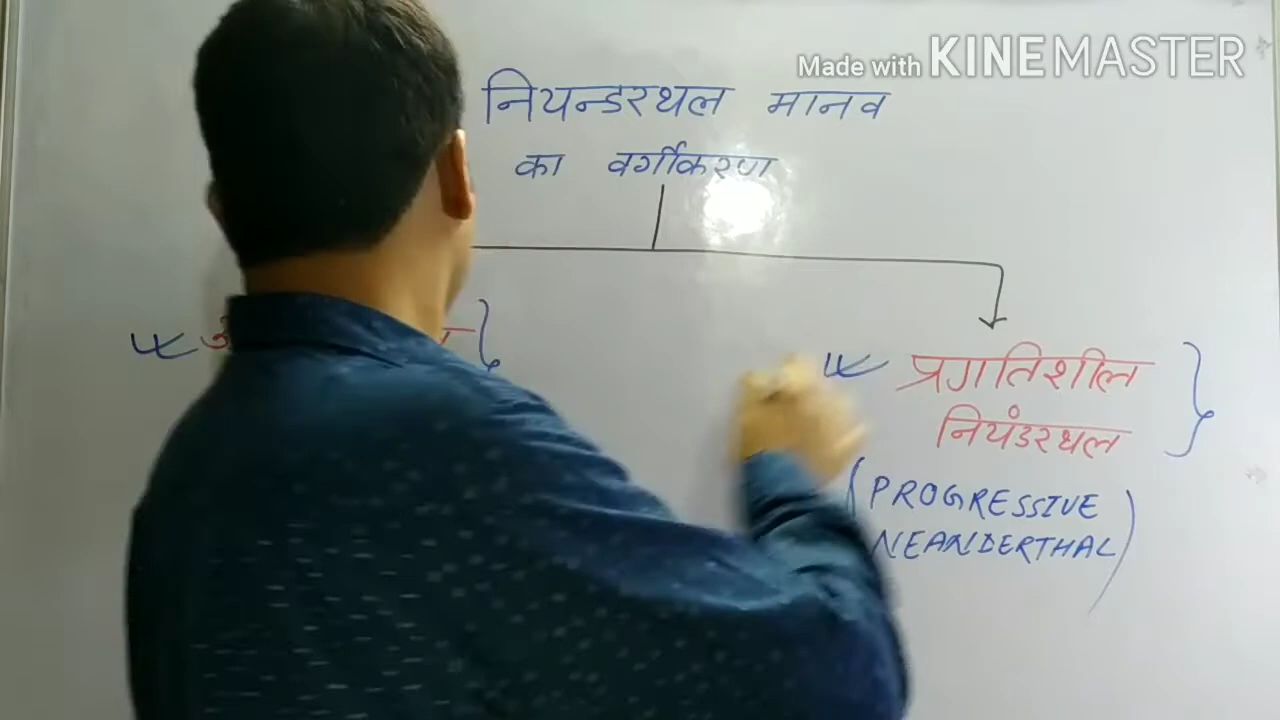 Made with KINEMASTER
नियन्डरथल मानव
का वर्गीकरण
प्रगतिशील
नियंडरथल
(PROGRESSIVE
NEANDERTHAL)